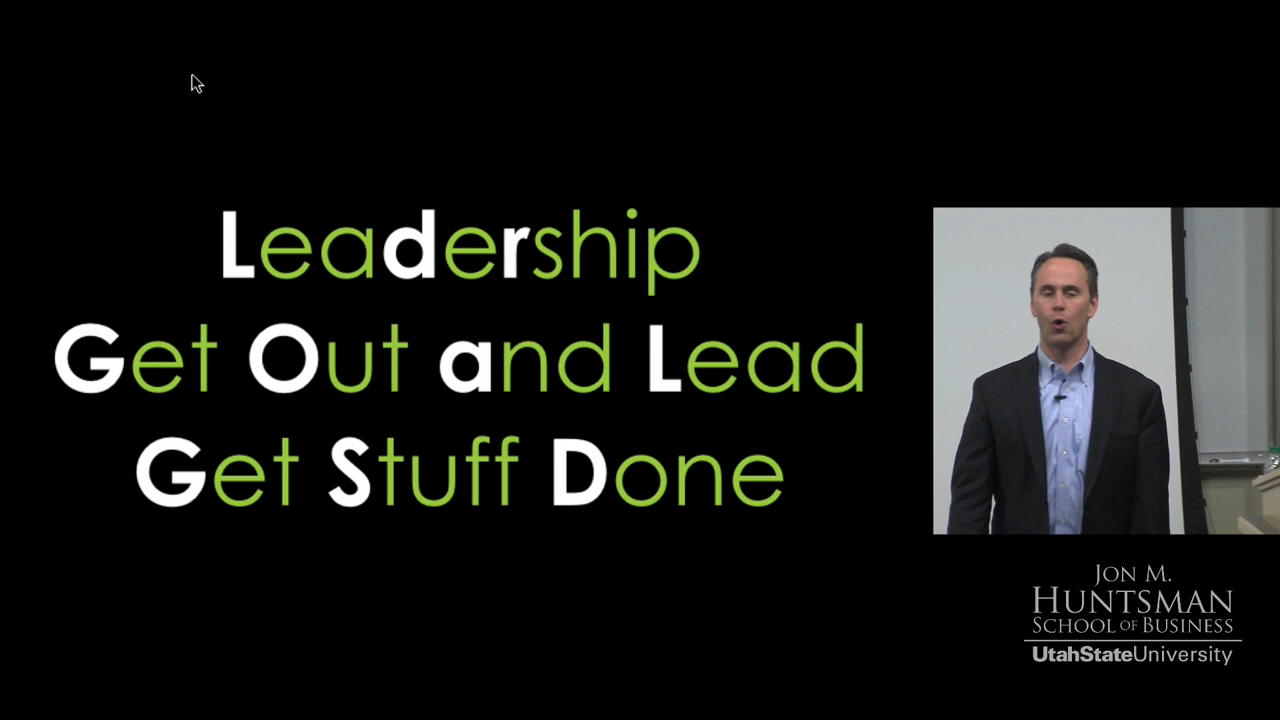 Leadership
Get Out and Lead
Get Stuff Done
JON M.
HUNTSMAN
SCHOOL OF BUSINESS
UtahStateUniversity